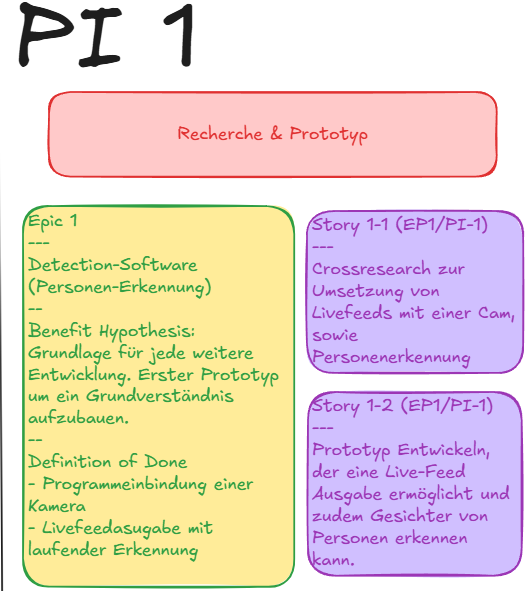 PI 1
Recherche & Prototyp
Epic 1
---
Detection-Software
(Personen-Erkennung)
--
Benefit Hypothesis:
Grundlage für jede weitere
Entwicklung. Erster Prototyp
um ein Grundverständnis
aufzubauen.
--
Definition of Done
- Programmeinbindung einer
Kamera
- Livefeedasugabe mit
laufender Erkennung
Story 1-1 (EP1/PI-1)
---
Crossresearch zur
Umsetzung von
Livefeeds mit einer Cam,
sowie
Personenerkennung
Story 1-2 (EP1/PI-1)
---
Prototyp Entwickeln,
der eine Live-Feed
Ausgabe ermöglicht und
zudem Gesichter von
Personen erkennen
kann.